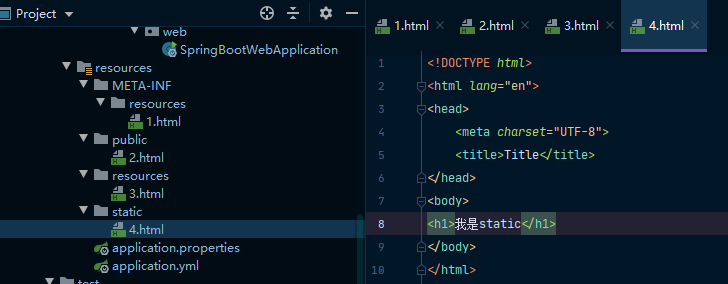 Project
web
SpringBootWebApplication
resources
META-INF
resources
1.html
public
2.html
resources
3.html
static
4.html
application.properties
application.yml
1.html 2.html 3.html 4.html
1 <!DOCTYPE html>
2 <html lang="en">
3 <head>
4 <meta charset="UTF-8">
5 <title>Title</title>
6 </head>
7 <body>
8 <h1>我是static</h1>
9 </body>
10 </html>